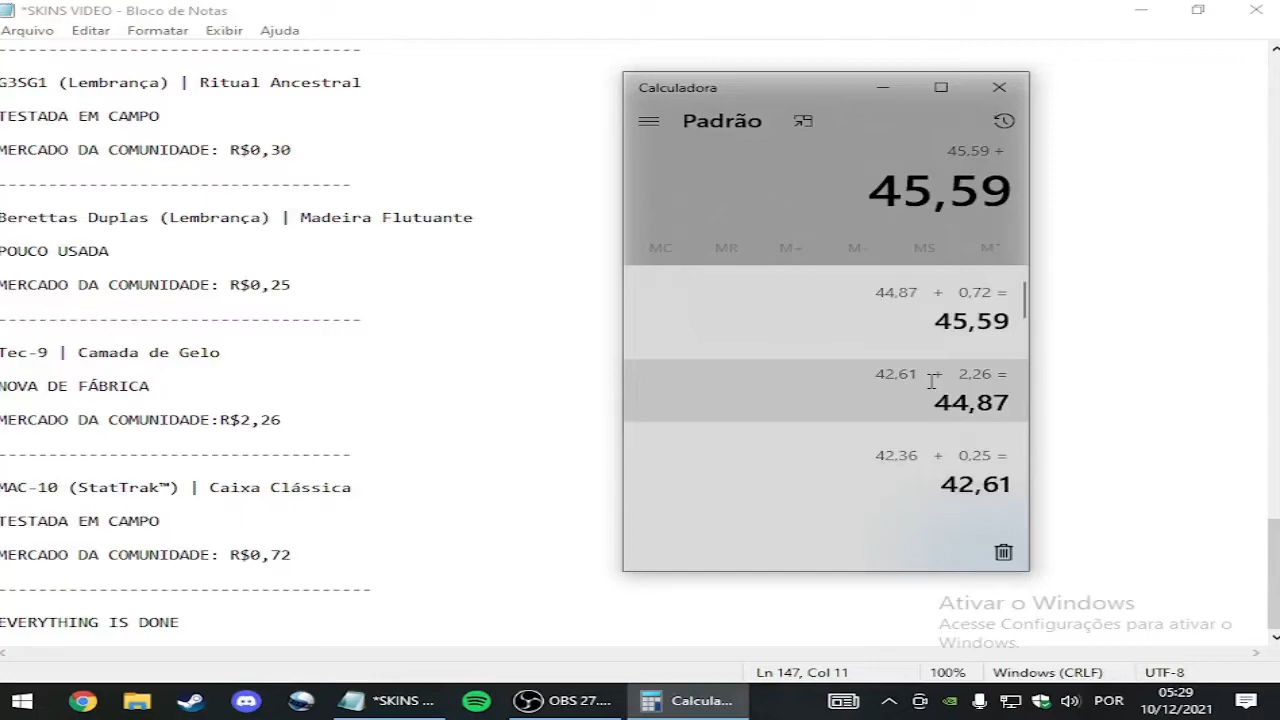 *SKINS VIDEO - Bloco de Notas
Arquivo Editar Formatar Exibir Ajuda
-------------------------------------
G3SG1 (Lembrança) | Ritual Ancestral
TESTADA EM CAMPO
MERCADO DA COMUNIDADE: R$0,30
------------------------------------
Berettas Duplas (Lembrança) | Madeira Flutuante
POUCO USADA
MERCADO DA COMUNIDADE: R$0,25
-------------------------------------
Tec-9 | Camada de Gelo
NOVA DE FÁBRICA
MERCADO DA COMUNIDADE:R$2,26
------------------------------------
MAC-10 (StatTrak™) | Caixa Clássica
TESTADA EM CAMPO
MERCADO DA COMUNIDADE: R$0,72
--------------------------------------
EVERYTHING IS DONE
Calculadora
Padrão
45,59 +
45,59
MC MR M+ M- MS M˅
44,87 + 0,72 =
45,59
42,61 + 2,26 =
44,87
42,36 + 0,25 =
42,61
Ativar o Windows
Acesse Configurações para ativar o
Windows.
Ln 147, Col 11 100% Windows (CRLF) UTF-8
*SKINS ... OBS 27.... Calcula... POR 05:29
10/12/2021